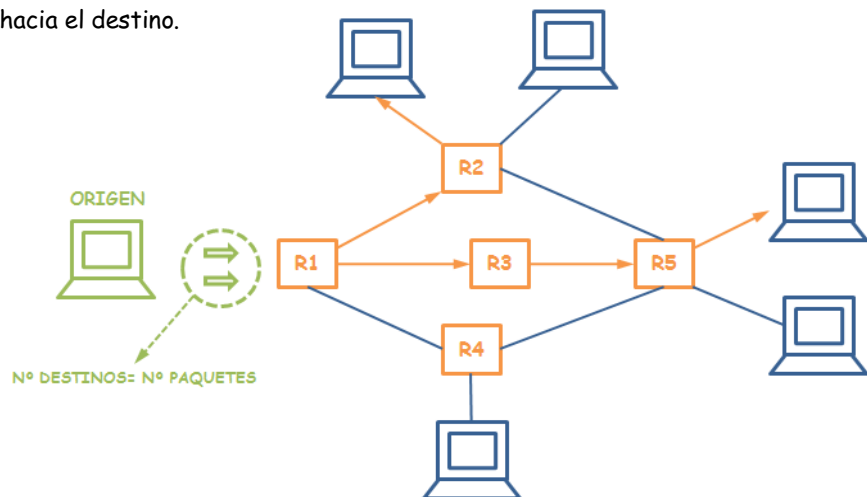 hacia el destino.
R2
ORIGEN
R1
R3
R5
R4
Nº DESTINOS= Nº PAQUETES